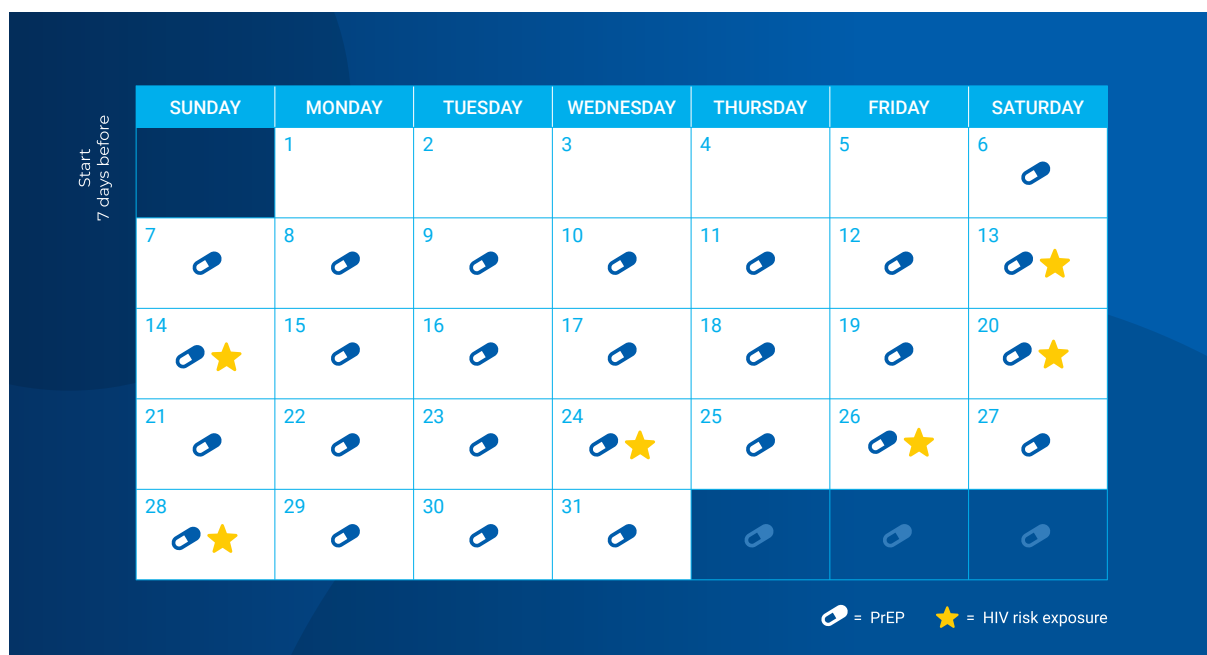 Start
7 days before
SUNDAY MONDAY TUESDAY WEDNESDAY THURSDAY FRIDAY SATURDAY
1 2 3 4 5 6
7 8 9 10 11 12 13
14 15 16 17 18 19 20
21 22 23 24 25 26 27
28 29 30 31
= PrEP = HIV risk exposure